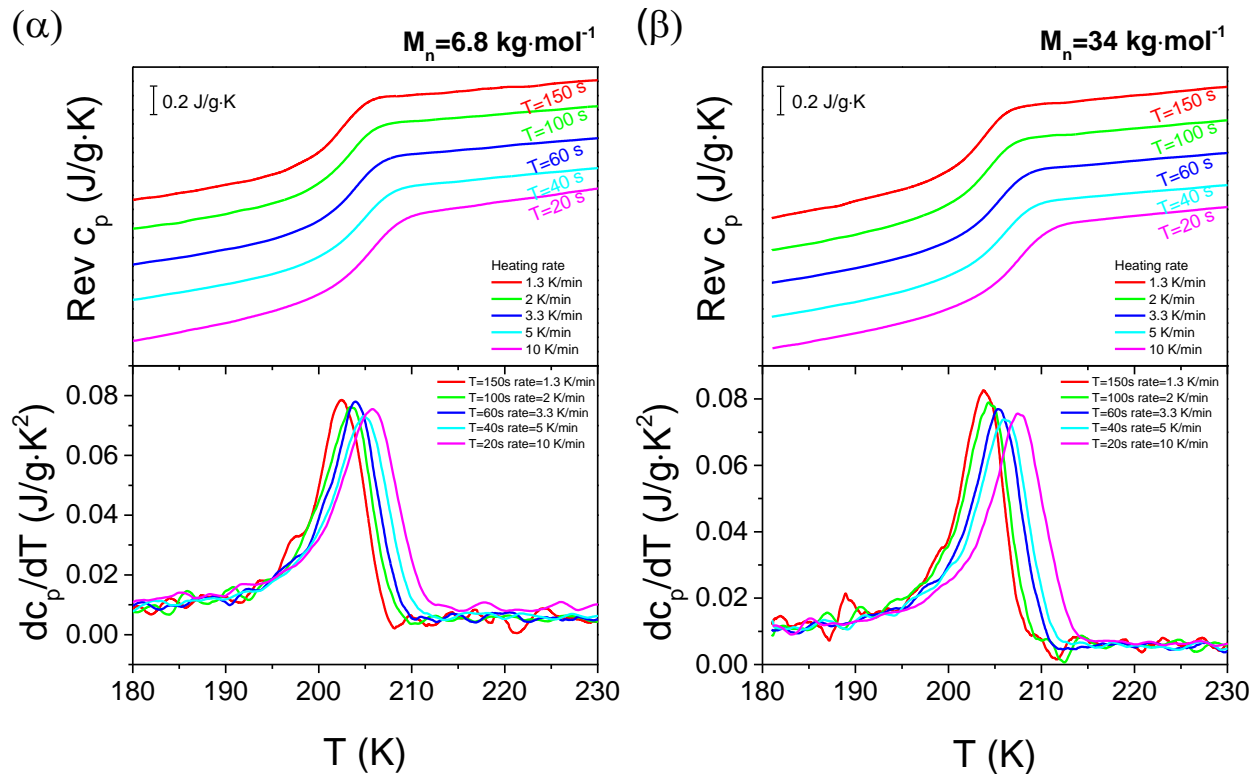 (α)
M_n=6.8 kg·mol⁻¹
0.2 J/g·K
T=150 s
T=100 s
T=60 s
T=40 s
T=20 s
Rev c_p (J/g·K)
Heating rate
1.3 K/min
2 K/min
3.3 K/min
5 K/min
10 K/min
T=150s rate=1.3 K/min
T=100s rate=2 K/min
T=60s rate=3.3 K/min
T=40s rate=5 K/min
T=20s rate=10 K/min
0.08
0.06
0.04
0.02
0.00
dc_p/dT (J/g·K²)
180 190 200 210 220 230
T (K)
(β)
M_n=34 kg·mol⁻¹
0.2 J/g·K
T=150 s
T=100 s
T=60 s
T=40 s
T=20 s
Rev c_p (J/g·K)
Heating rate
1.3 K/min
2 K/min
3.3 K/min
5 K/min
10 K/min
T=150s rate=1.3 K/min
T=100s rate=2 K/min
T=60s rate=3.3 K/min
T=40s rate=5 K/min
T=20s rate=10 K/min
0.08
0.06
0.04
0.02
0.00
dc_p/dT (J/g·K²)
180 190 200 210 220 230
T (K)